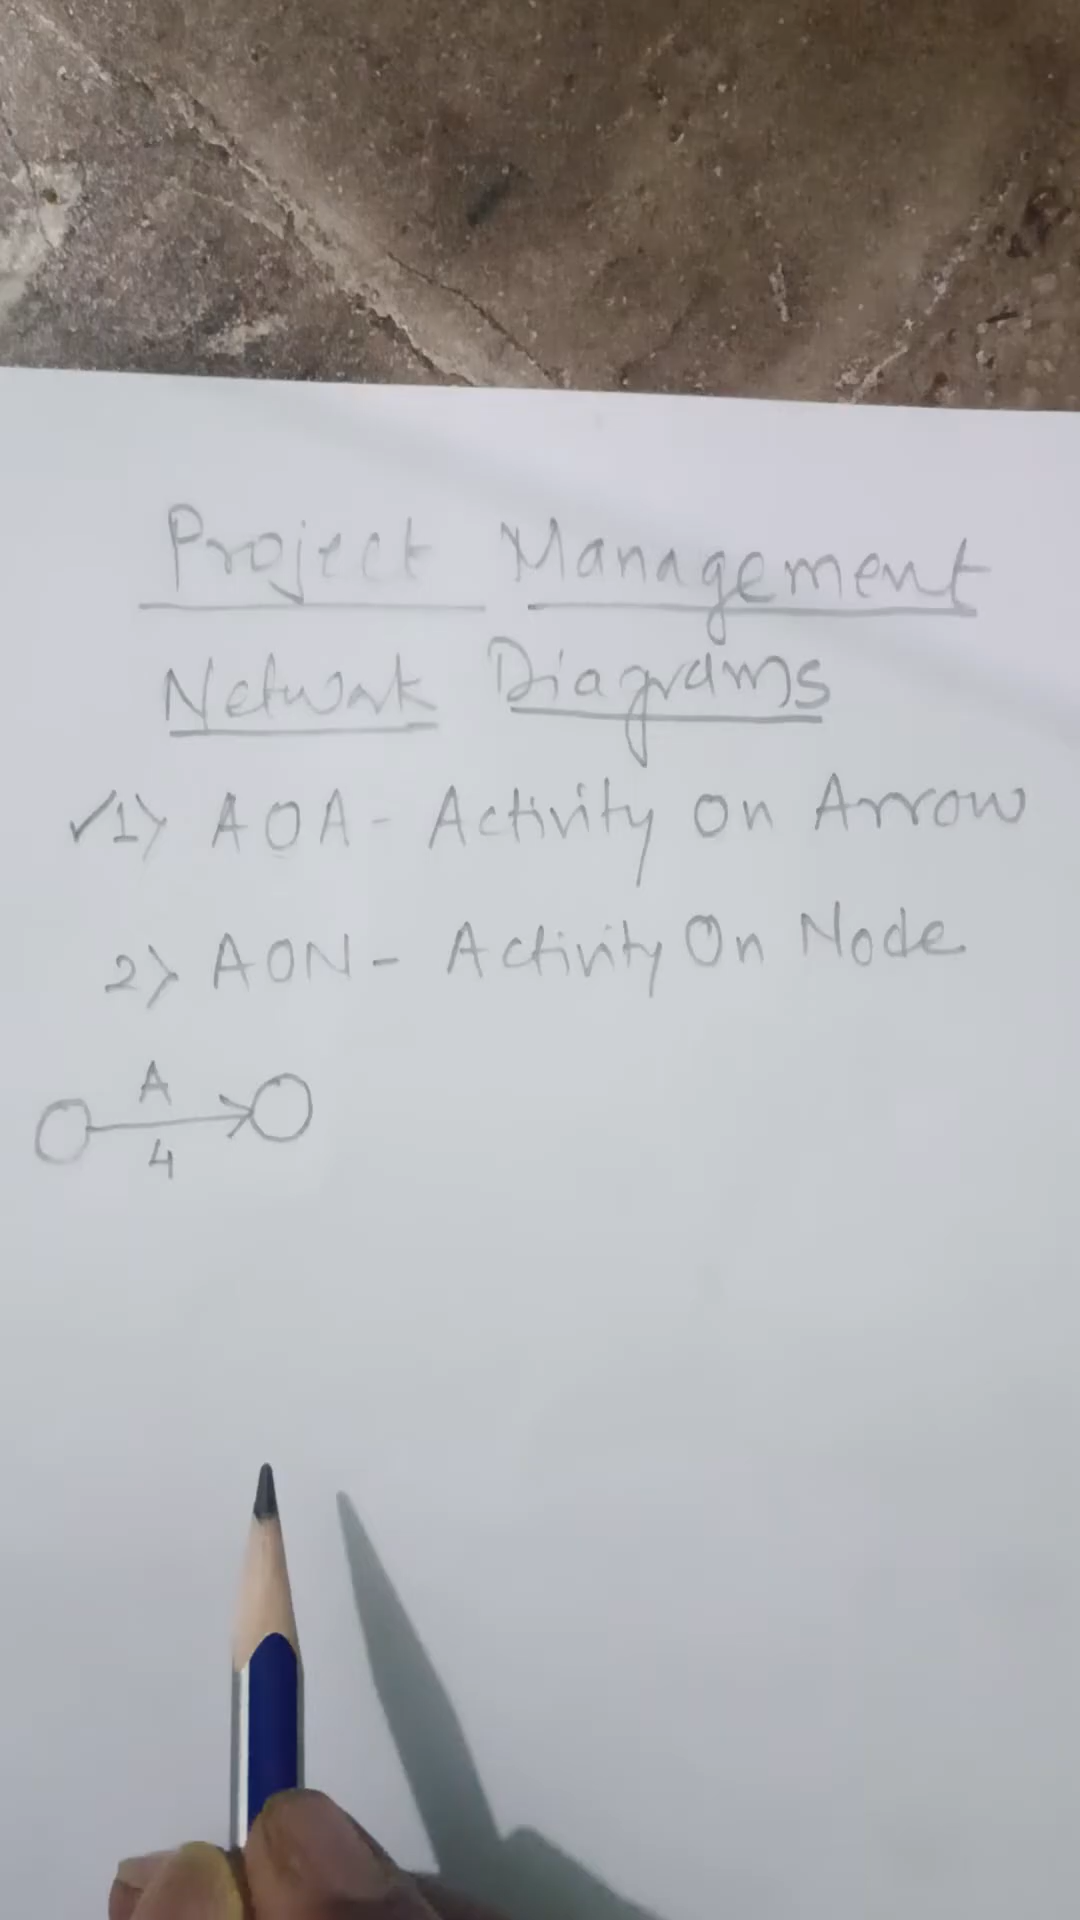 Project Management
Network Diagrams
✓1) AOA - Activity On Arrow
2) AON - Activity On Node
A
4